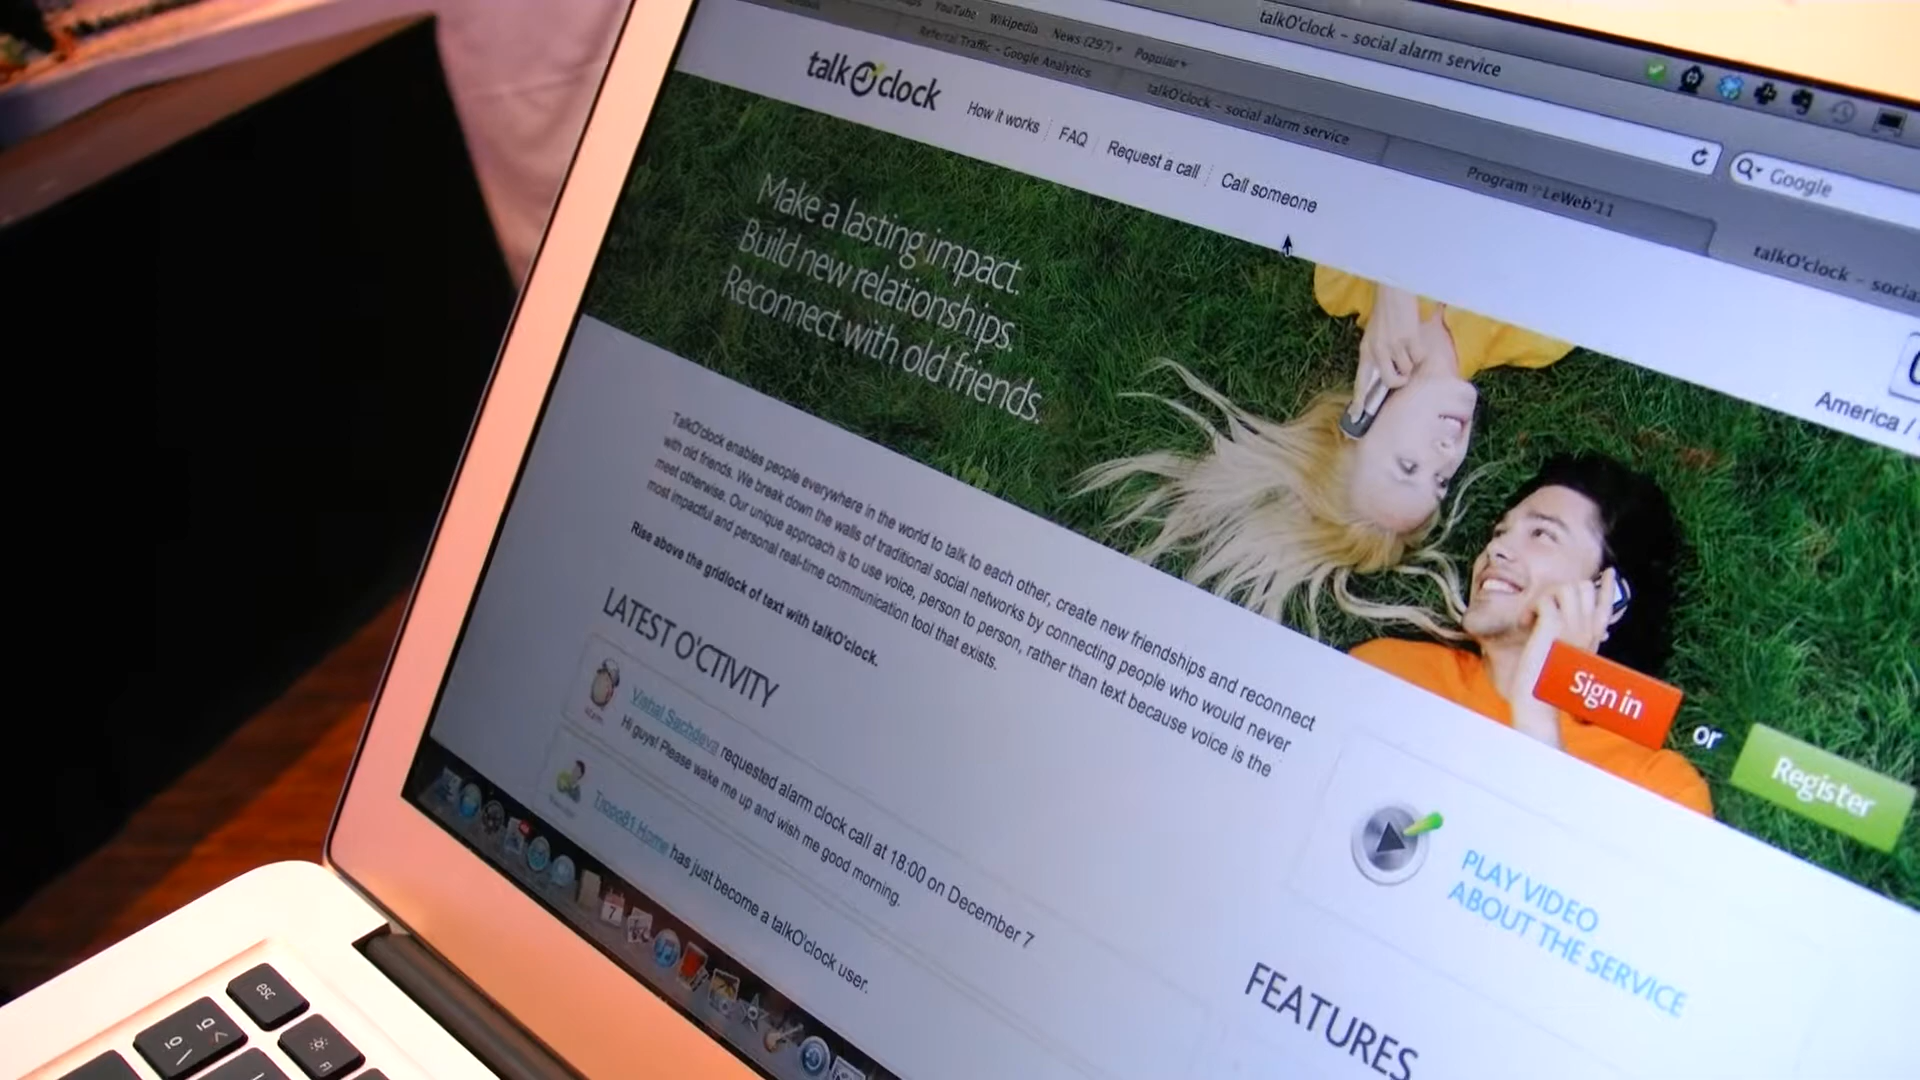 talkO'clock – social alarm service
YouTube Wikipedia News (297) Popular
Referral Traffic – Google Analytics
talkO'clock – social alarm service
Program LeWeb'11
talkO'clock – socia
Google
talkO'clock
How it works
FAQ
Request a call
Call someone
Make a lasting impact.
Build new relationships.
Reconnect with old friends.
America /
TalkO'clock enables people everywhere in the world to talk to each other, create new friendships and reconnect
with old friends. We break down the walls of traditional social networks by connecting people who would never
meet otherwise. Our unique approach is to use voice, person to person, rather than text because voice is the
most impactful and personal real-time communication tool that exists.
Rise above the gridlock of text with talkO'clock.
Sign in
or
Register
LATEST O'CTIVITY
Vishal Sachdeva requested alarm clock call at 18:00 on December 7
Hi guys! Please wake me up and wish me good morning.
has just become a talkO'clock user.
PLAY VIDEO
ABOUT THE SERVICE
FEATURES
7
esc
F1